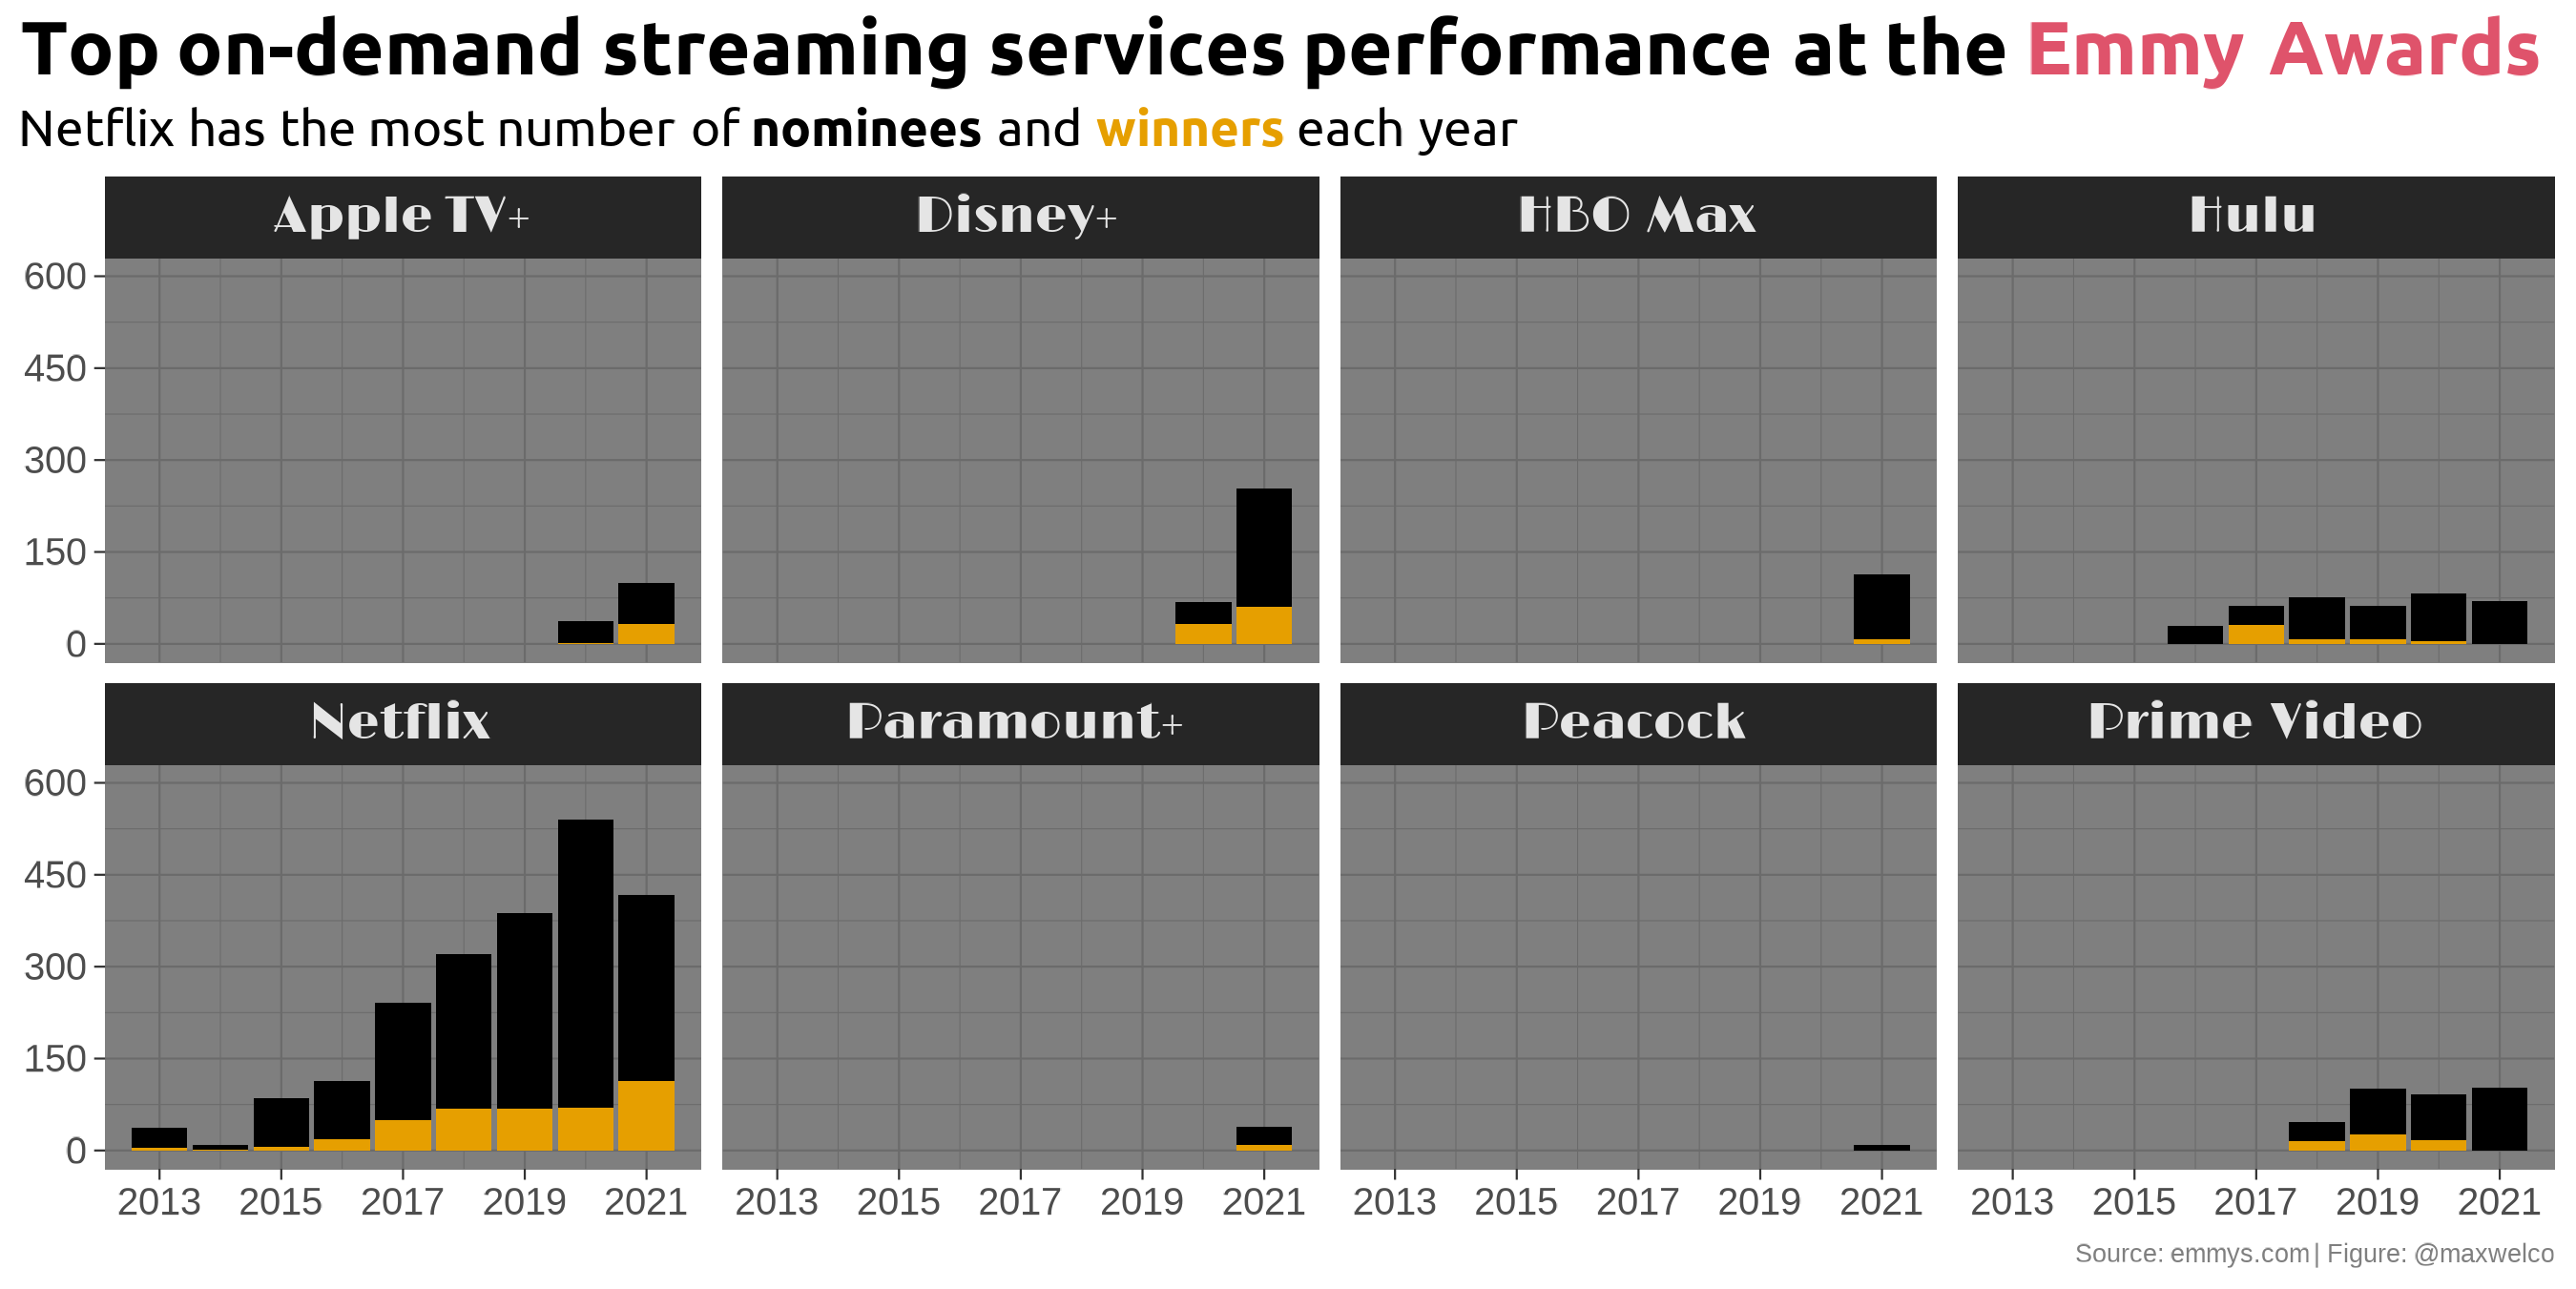 Top on-demand streaming services performance at the Emmy Awards
Netflix has the most number of nominees and winners each year
Apple TV+
Disney+
HBO Max
Hulu
600
450
300
150
0
Netflix
Paramount+
Peacock
Prime Video
600
450
300
150
0
2013 2015 2017 2019 2021
2013 2015 2017 2019 2021
2013 2015 2017 2019 2021
2013 2015 2017 2019 2021
Source: emmys.com| Figure: @maxwelco